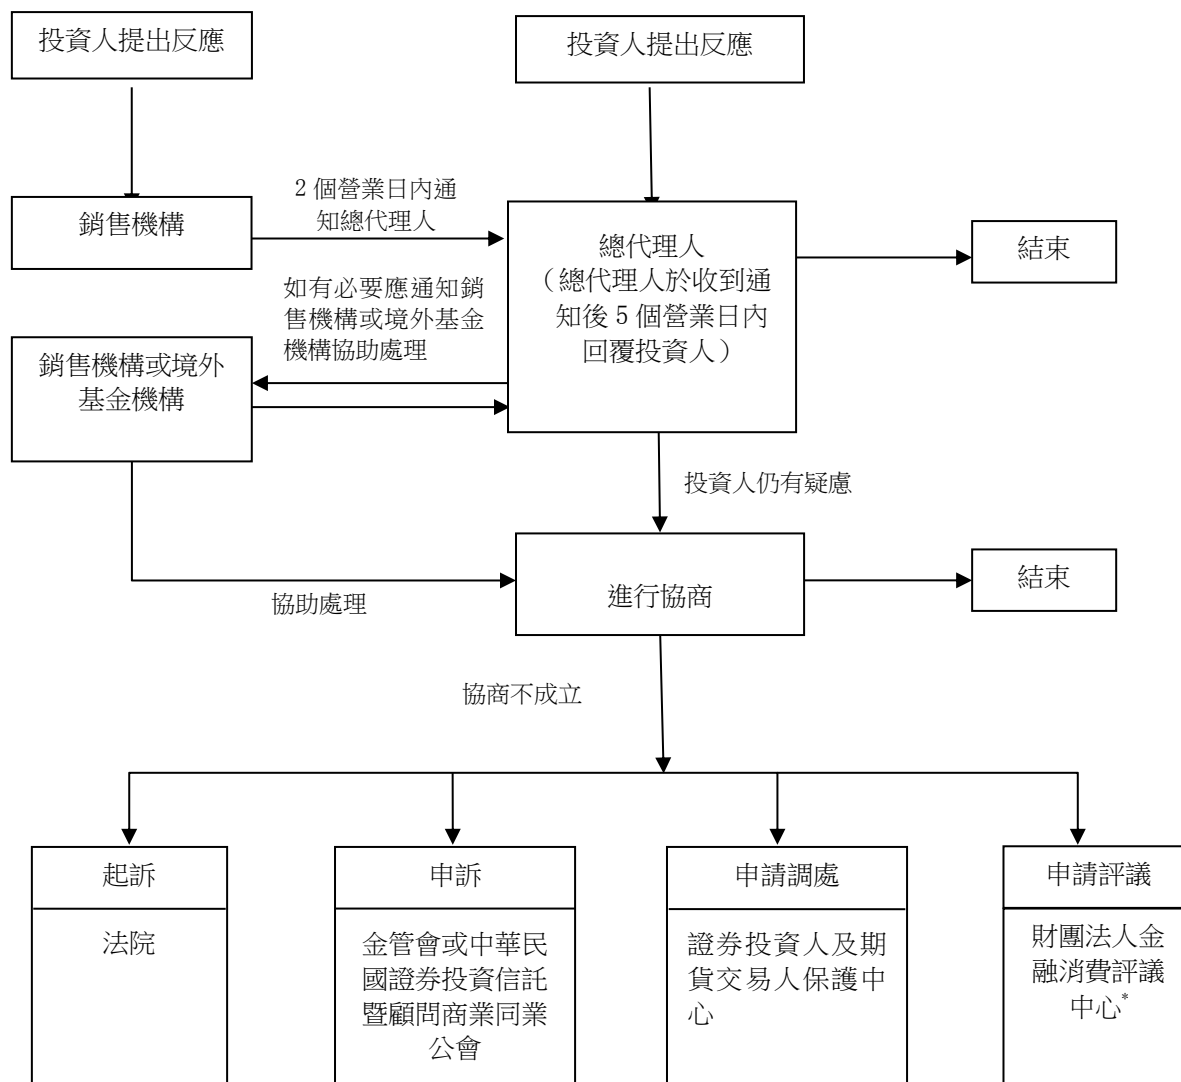 投資人提出反應
投資人提出反應
銷售機構
2 個營業日內通
知總代理人
總代理人
（總代理人於收到通
知後 5 個營業日內
回覆投資人）
結束
如有必要應通知銷
售機構或境外基金
機構協助處理
銷售機構或境外
基金機構
投資人仍有疑慮
協助處理
進行協商
結束
協商不成立
起訴
法院
申訴
金管會或中華民
國證券投資信託
暨顧問商業同業
公會
申請調處
證券投資人及期
貨交易人保護中
心
申請評議
財團法人金
融消費評議
中心*